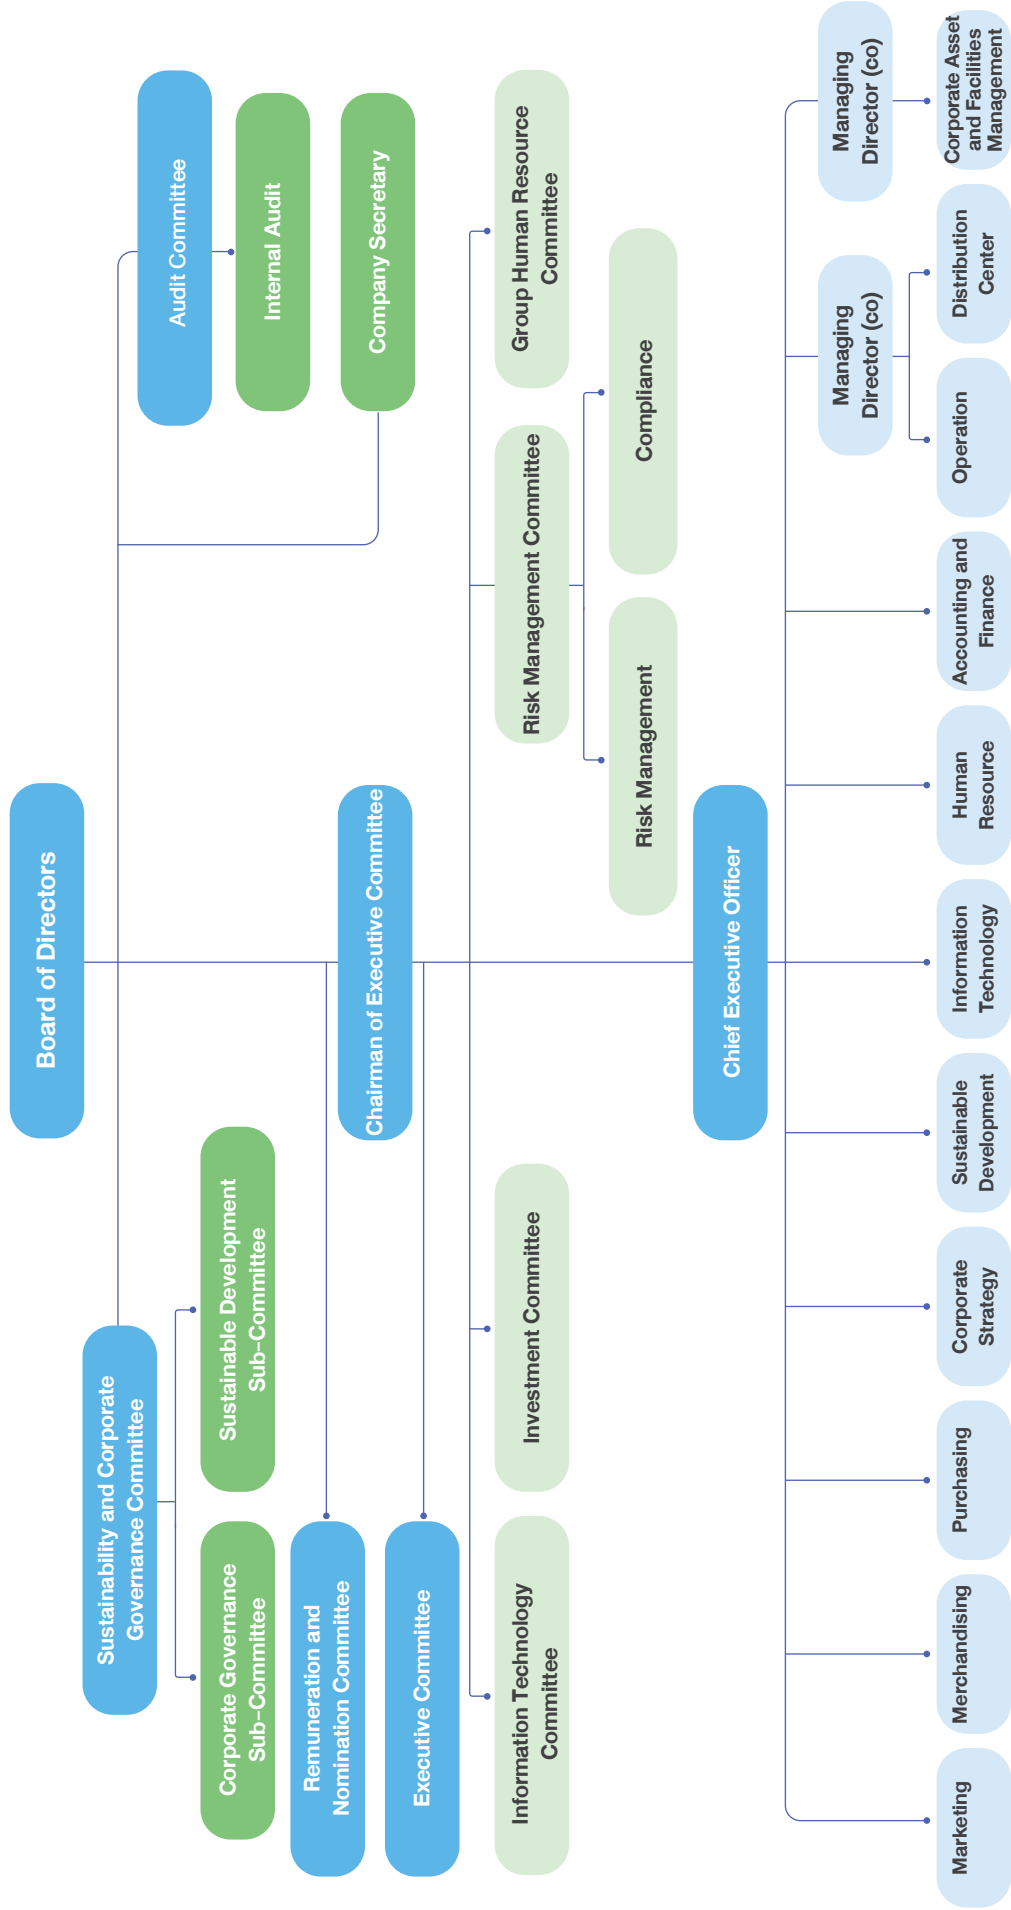 Board of Directors
Sustainability and Corporate
Governance Committee
Audit Committee
Corporate Governance
Sub-Committee
Sustainable Development
Sub-Committee
Internal Audit
Remuneration and
Nomination Committee
Chairman of Executive Committee
Company Secretary
Executive Committee
Information Technology
Committee
Investment Committee
Risk Management Committee
Group Human Resource
Committee
Risk Management
Compliance
Chief Executive Officer
Managing
Director (co)
Managing
Director (co)
Marketing
Merchandising
Purchasing
Corporate
Strategy
Sustainable
Development
Information
Technology
Human
Resource
Accounting and
Finance
Operation
Distribution
Center
Corporate Asset
and Facilities
Management